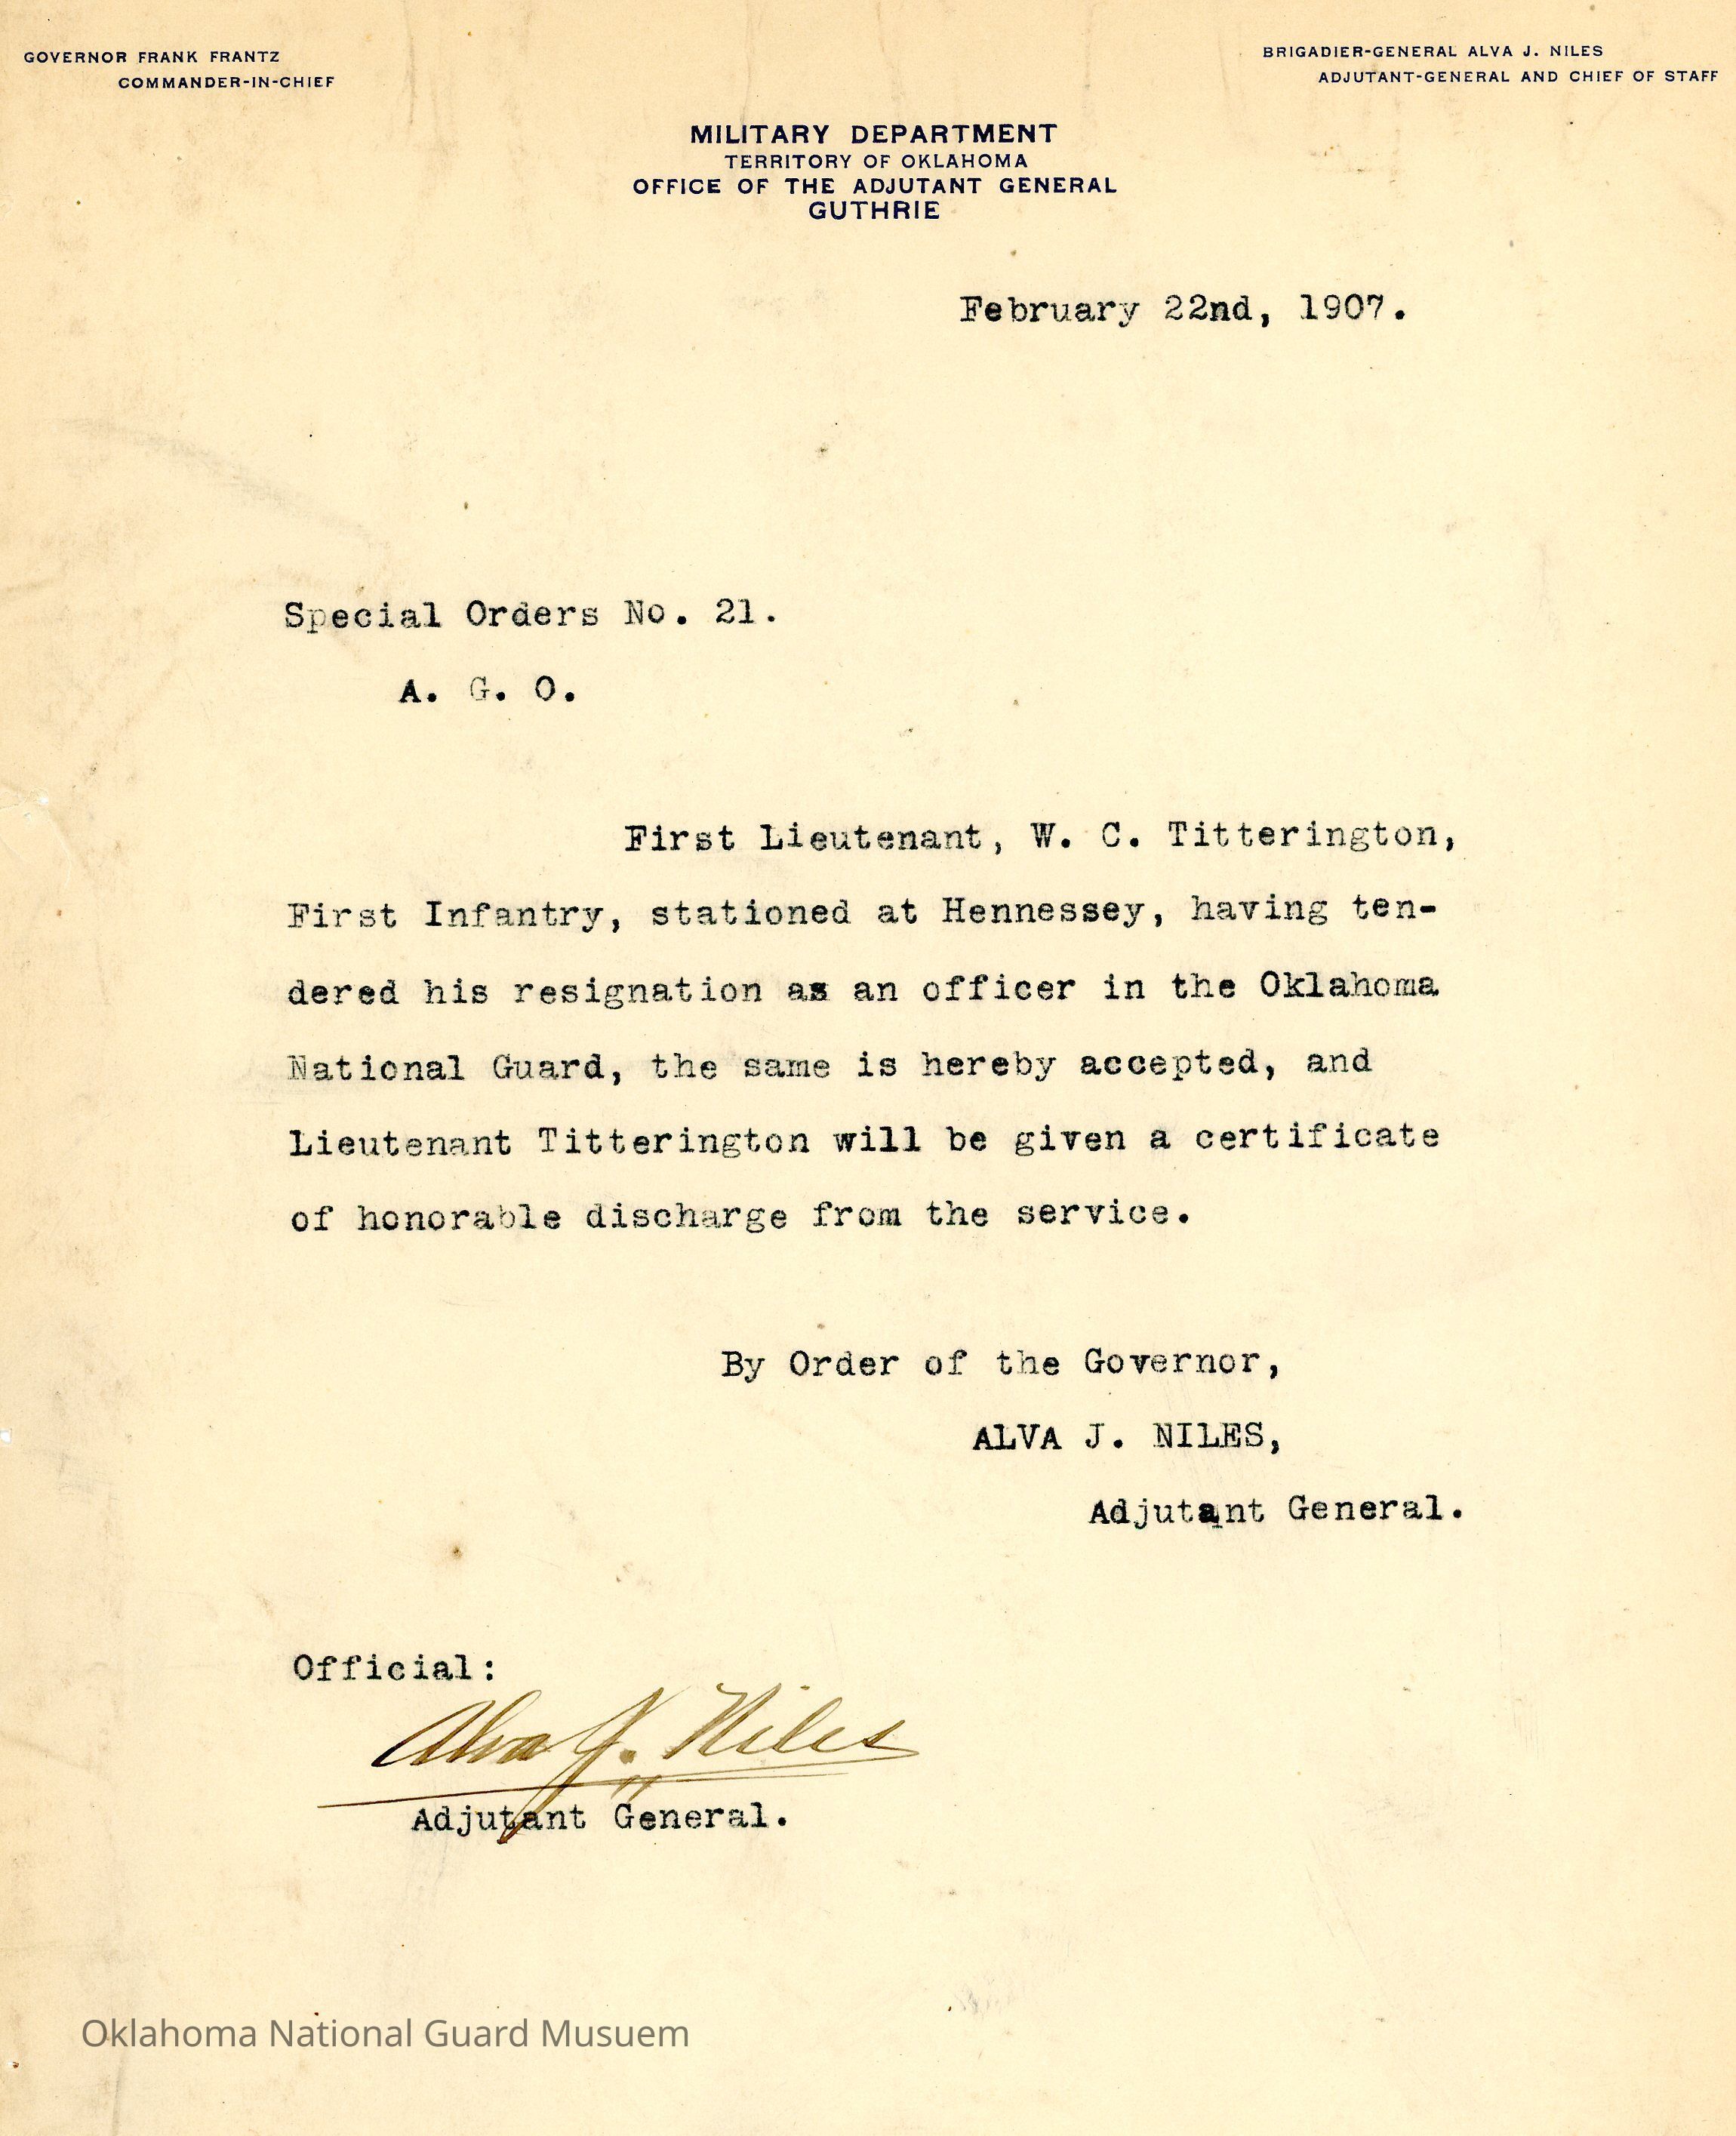 GOVERNOR FRANK FRANTZ
COMMANDER-IN-CHIEF
BRIGADIER-GENERAL ALVA J. NILES
ADJUTANT-GENERAL AND CHIEF OF STAFF
MILITARY DEPARTMENT
TERRITORY OF OKLAHOMA
OFFICE OF THE ADJUTANT GENERAL
GUTHRIE
February 22nd, 1907.
Special Orders No. 21.
A. G. O.
First Lieutenant, W. C. Titterington,
First Infantry, stationed at Hennessey, having ten-
dered his resignation as an officer in the Oklahoma
National Guard, the same is hereby accepted, and
Lieutenant Titterington will be given a certificate
of honorable discharge from the service.
By Order of the Governor,
ALVA J. NILES,
Adjutant General.
Official:
Alva J. Niles
Adjutant General.
Oklahoma National Guard Musuem